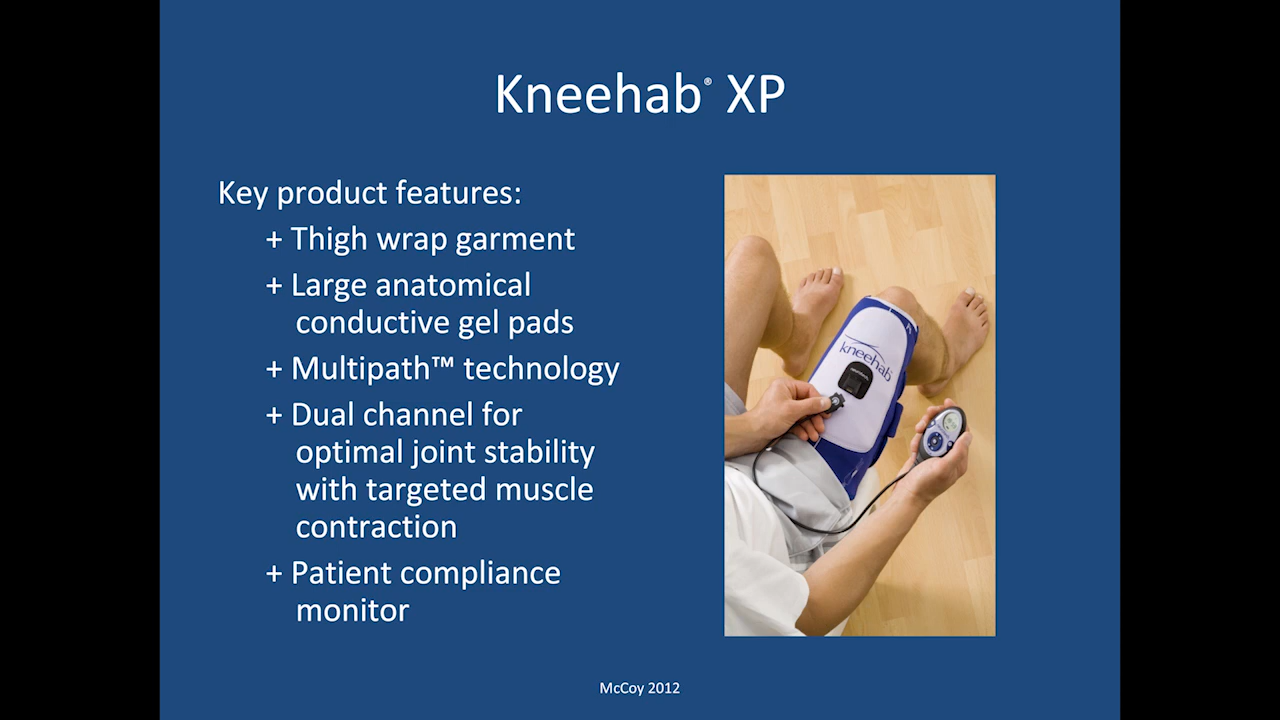 Kneehab® XP
Key product features:
+ Thigh wrap garment
+ Large anatomical
conductive gel pads
+ Multipath™ technology
+ Dual channel for
optimal joint stability
with targeted muscle
contraction
+ Patient compliance
monitor
kneehab
McCoy 2012